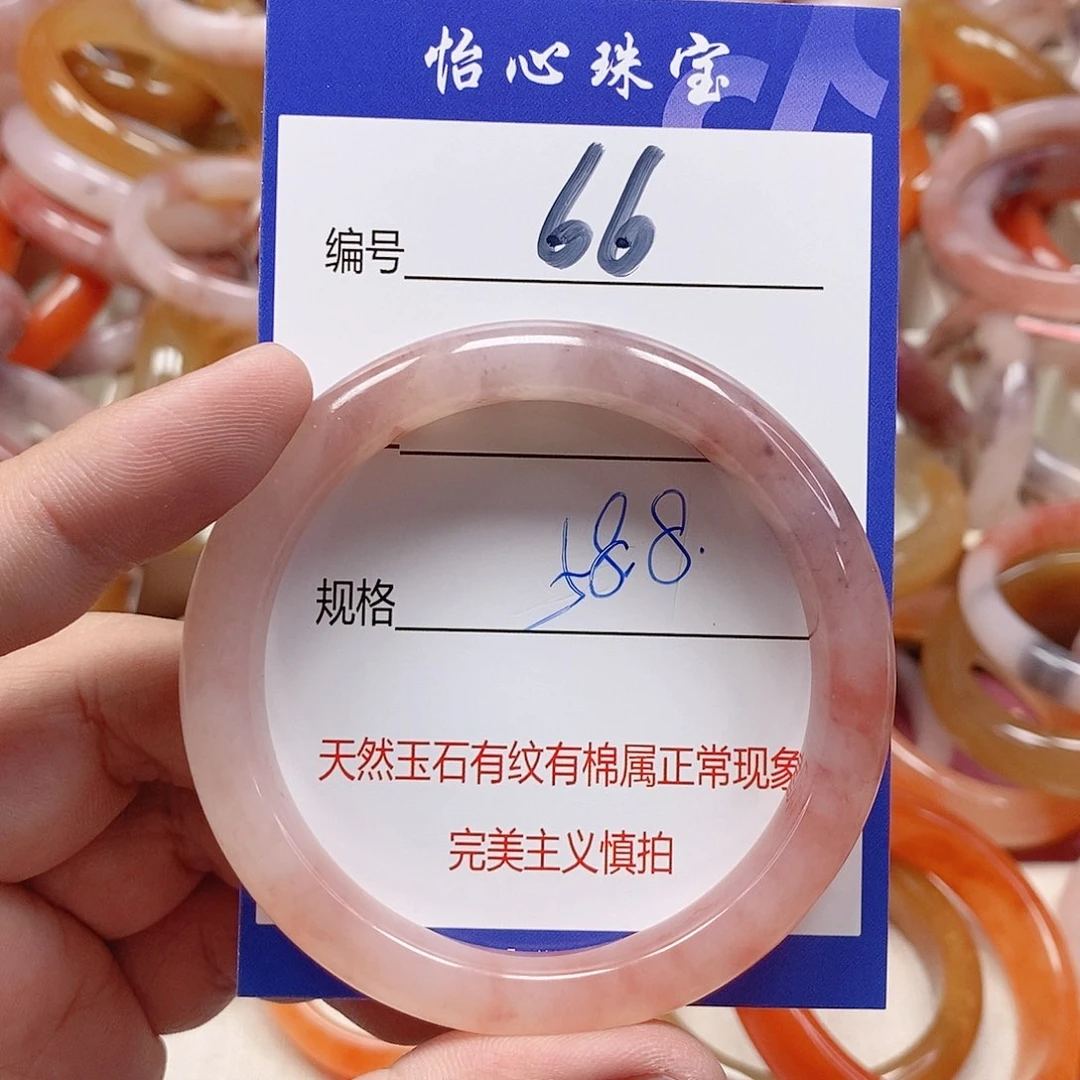 怡心珠宝
编号 66
规格 58.8.
天然玉石有纹有棉属正常现象
完美主义慎拍